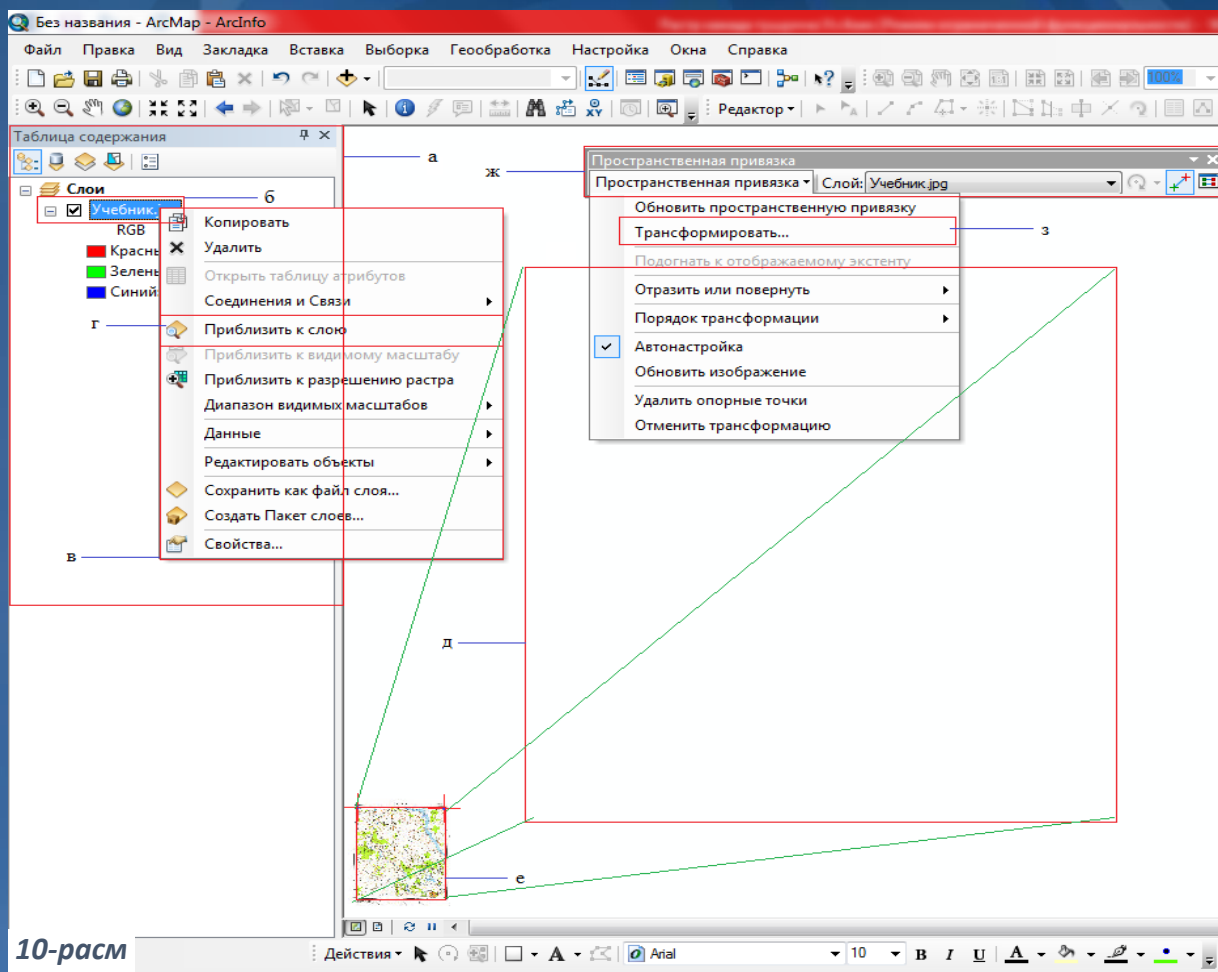 Без названия - ArcMap - ArcInfo
Файл Правка Вид Закладка Вставка Выборка Геообработка Настройка Окна Справка
100%
Редактор
Таблица содержания
а
Слои
б
Учебник.j
RGB
Красн
Зелень
Синий:
г
в
Копировать
Удалить
Открыть таблицу атрибутов
Соединения и Связи
Приблизить к слою
Приблизить к видимому масштабу
Приблизить к разрешению растра
Диапазон видимых масштабов
Данные
Редактировать объекты
Сохранить как файл слоя...
Создать Пакет слоев...
Свойства...
ж
Пространственная привязка
Пространственная привязка Слой: Учебник.jpg
Обновить пространственную привязку
Трансформировать...
з
Подогнать к отображаемому экстенту
Отразить или повернуть
Порядок трансформации
Автонастройка
Обновить изображение
Удалить опорные точки
Отменить трансформацию
д
е
10-расм
Действия A Arial 10 B I U A